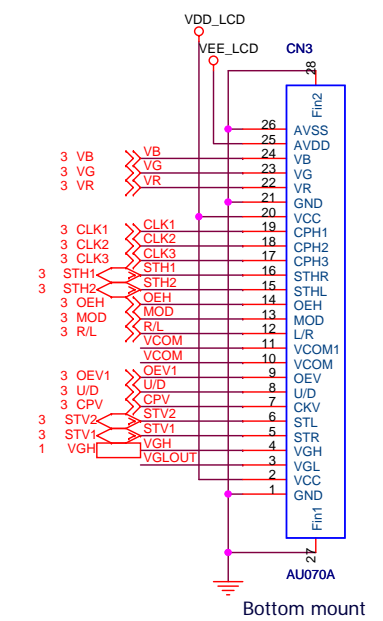 VDD_LCD
VEE_LCD CN3
28
Fin2
26 AVSS
25 AVDD
3 VB VB 24 VB
3 VG VG 23 VG
3 VR VR 22 VR
21 GND
20 VCC
3 CLK1 CLK1 19 CPH1
3 CLK2 CLK2 18 CPH2
3 CLK3 CLK3 17 CPH3
3 STH1 STH1 16 STHR
3 STH2 STH2 15 STHL
3 OEH OEH 14 OEH
3 MOD MOD 13 MOD
3 R/L R/L 12 L/R
VCOM 11 VCOM1
VCOM 10 VCOM
3 OEV1 OEV1 9 OEV
3 U/D U/D 8 U/D
3 CPV CPV 7 CKV
3 STV2 STV2 6 STL
3 STV1 STV1 5 STR
1 VGH VGH 4 VGH
VGLOUT 3 VGL
2 VCC
1 GND
Fin1
27
AU070A
Bottom mount